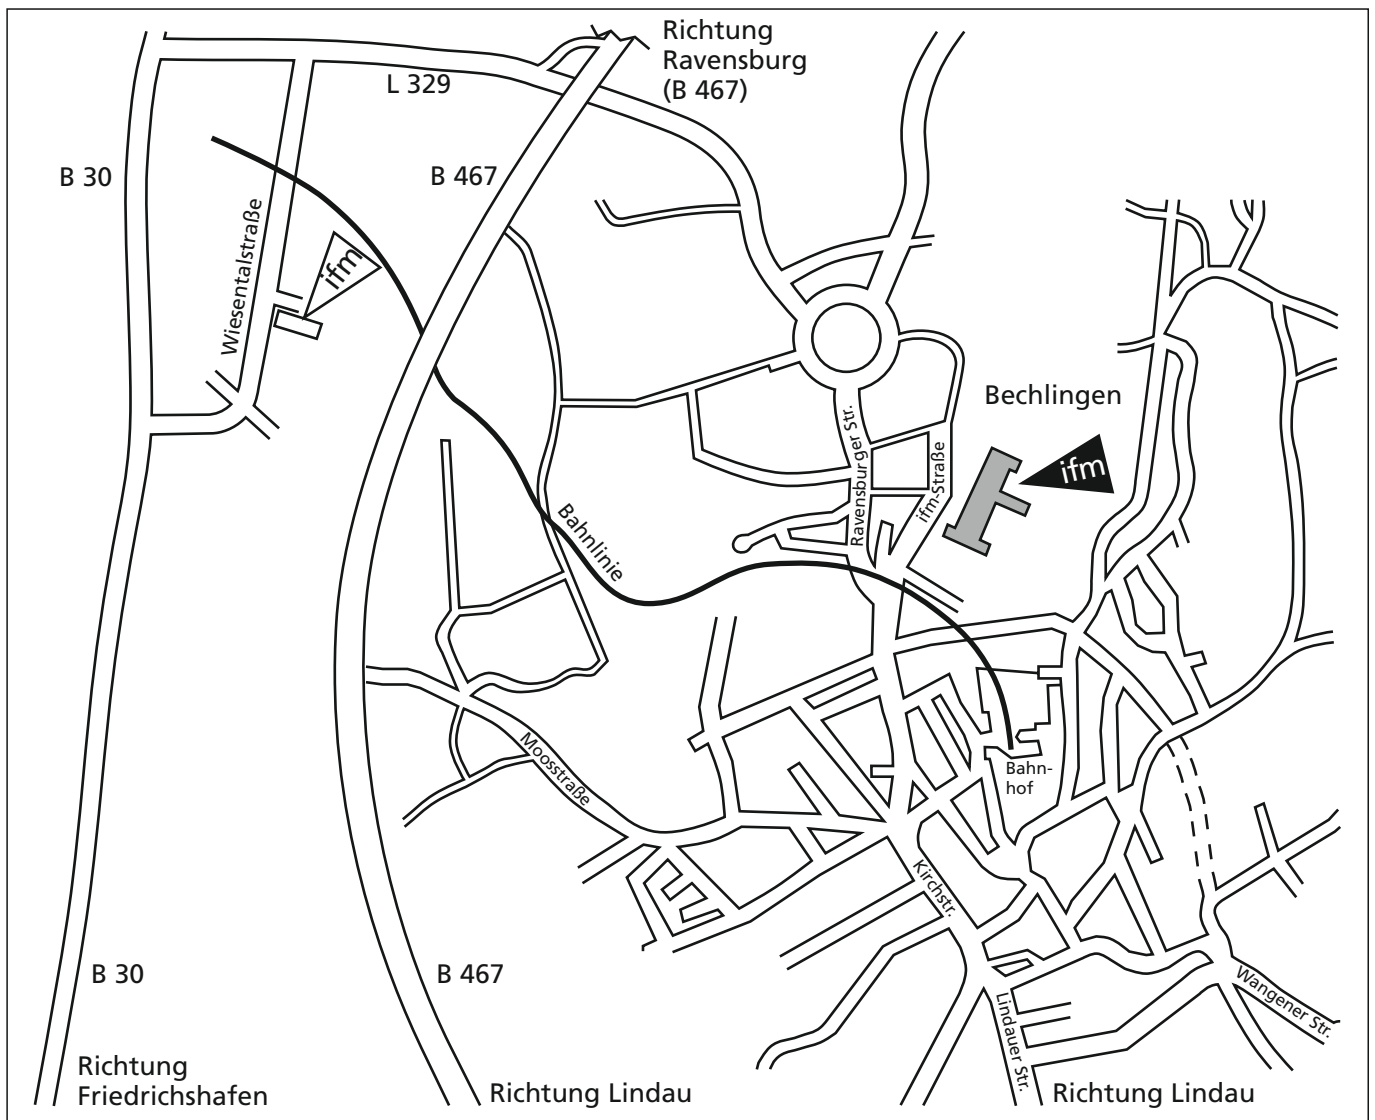 Richtung
Ravensburg
(B 467)
L 329
B 30
B 467
Wiesentalstraße
ifm
Bechlingen
Ravensburger Str.
ifm-Straße
ifm
Bahnlinie
Moosstraße
Bahn-
hof
Kirchstr.
B 30
B 467
Wangener Str.
Lindauer Str.
Richtung
Friedrichshafen
Richtung Lindau
Richtung Lindau